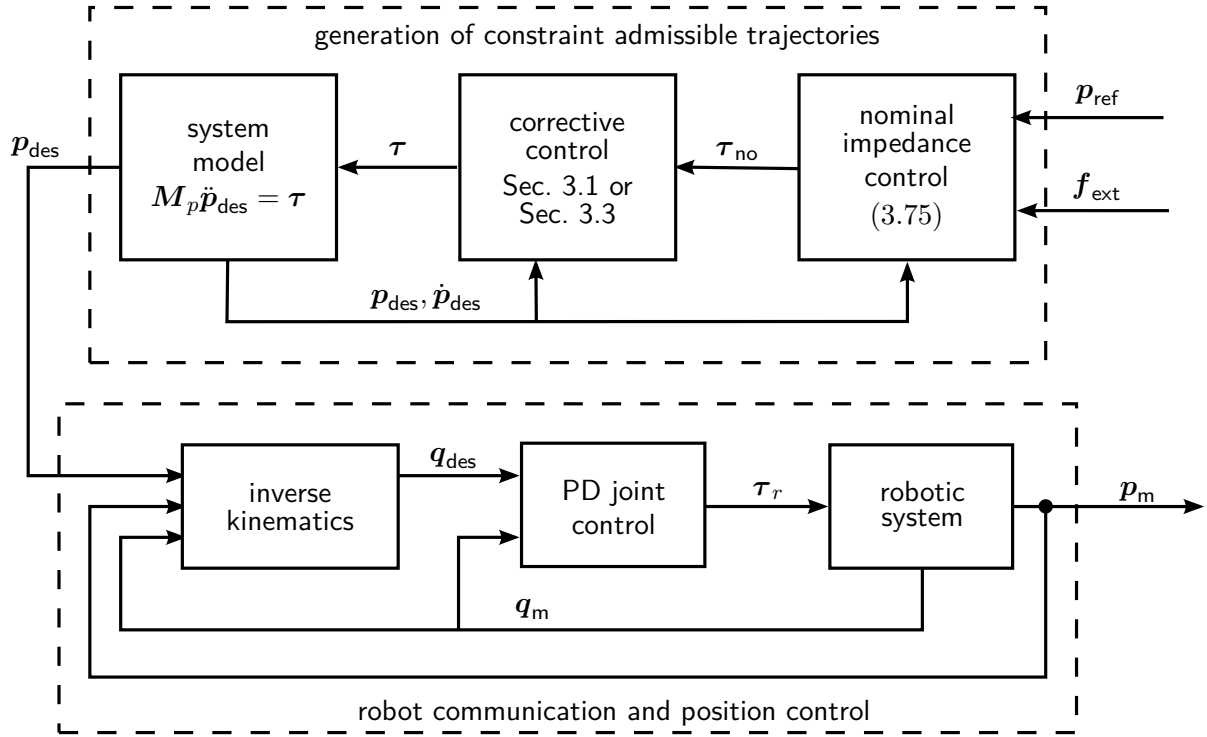 generation of constraint admissible trajectories
system
model
M_p p̈_des = τ
corrective
control
Sec. 3.1 or
Sec. 3.3
nominal
impedance
control
(3.75)
p_ref
f_ext
p_des
τ
τ_no
p_des, ṗ_des
inverse
kinematics
q_des
PD joint
control
τ_r
robotic
system
p_m
q_m
robot communication and position control